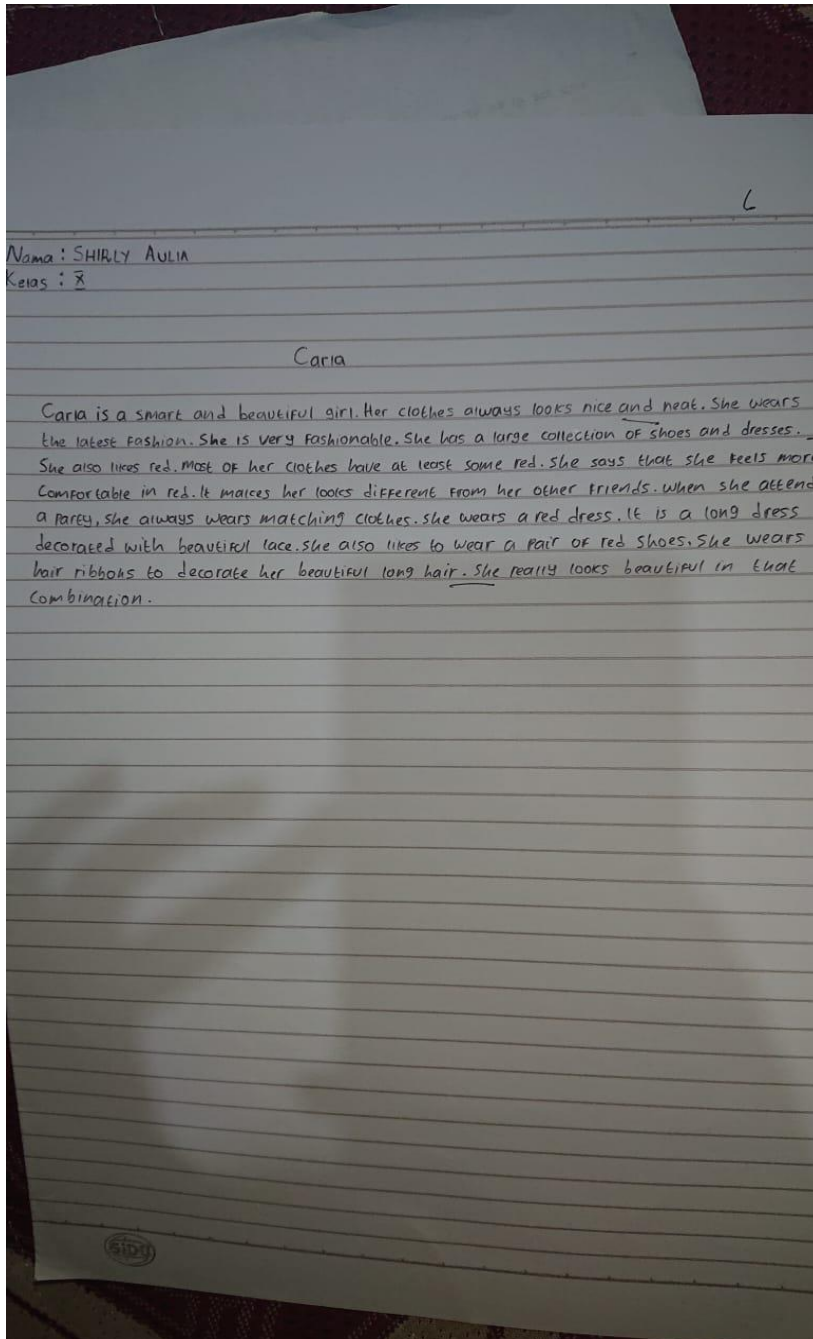 L
Nama : SHIRLY AULIA
Kelas : X
Carla
Carla is a smart and beautiful girl. Her clothes always looks nice and neat. She wears
the latest Fashion. She is very Fashionable. She has a large collection of shoes and dresses.
She also likes red. most of her clothes have at least some red. she says that she Feels mor
Comfortable in red. It makes her looks different From her other Friends. when she attend
a Party, she always wears matching clothes. she wears a red dress. It is a long dress
decorated with beautiful lace. she also likes to wear a pair of red shoes. She wears
hair ribbons to decorate her beautiful long hair. She really looks beautiful in that
combination.
SIDU